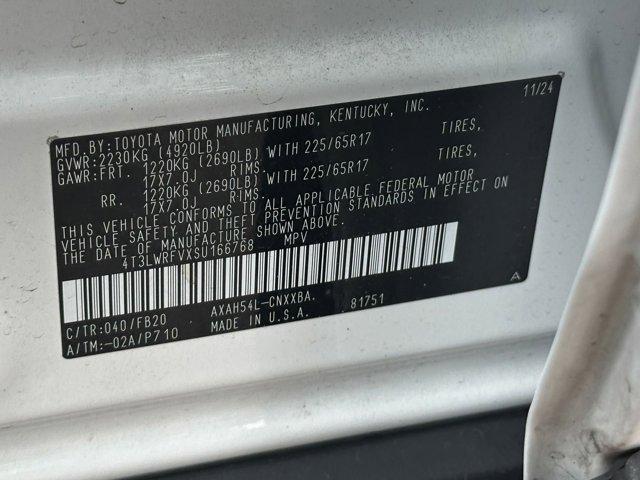 11/24
MFD.BY:TOYOTA MOTOR MANUFACTURING, KENTUCKY, INC.
GVWR:2230KG (4920LB)
GAWR:FRT. 1220KG (2690LB) WITH 225/65R17 TIRES,
17X7.0J RIMS.
RR. 1220KG (2690LB) WITH 225/65R17 TIRES,
17X7.0J RIMS.
THIS VEHICLE CONFORMS TO ALL APPLICABLE FEDERAL MOTOR
VEHICLE SAFETY AND THEFT PREVENTION STANDARDS IN EFFECT ON
THE DATE OF MANUFACTURE SHOWN ABOVE.
4T3LWRFVXSU166768 MPV
C/TR:040/FB20 AXAH54L-CNXXBA. 81751
A/TM:-02A/P710 MADE IN U.S.A.
A